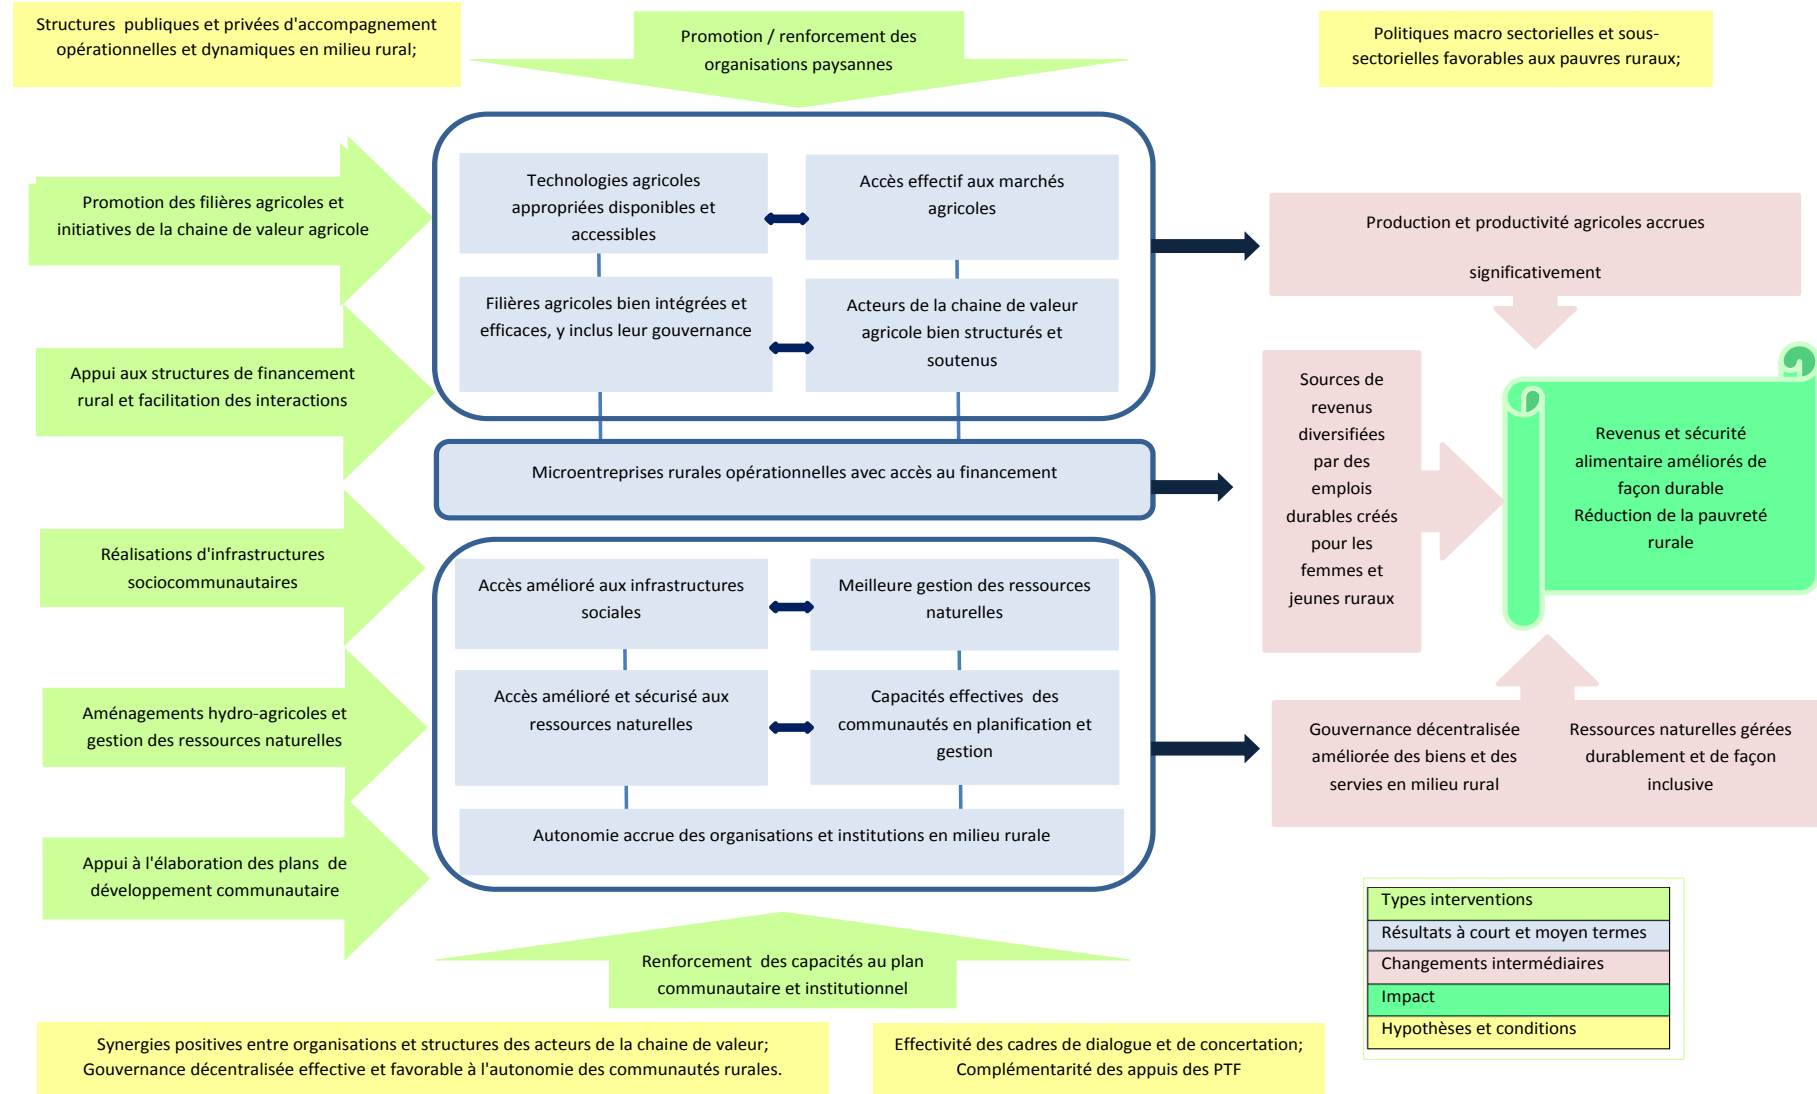 Structures  publiques et privées d'accompagnement
opérationnelles et dynamiques en milieu rural;
Promotion / renforcement des
organisations paysannes
Politiques macro sectorielles et sous-
sectorielles favorables aux pauvres ruraux;
Promotion des filières agricoles et
initiatives de la chaine de valeur agricole
Appui aux structures de financement
rural et facilitation des interactions
Réalisations d'infrastructures
sociocommunautaires
Aménagements hydro-agricoles et
gestion des ressources naturelles
Appui à l'élaboration des plans  de
développement communautaire
Technologies agricoles
appropriées disponibles et
accessibles
Accès effectif aux marchés
agricoles
Filières agricoles bien intégrées et
efficaces, y inclus leur gouvernance
Acteurs de la chaine de valeur
agricole bien structurés et
soutenus
Microentreprises rurales opérationnelles avec accès au financement
Accès amélioré aux infrastructures
sociales
Meilleure gestion des ressources
naturelles
Accès amélioré et sécurisé aux
ressources naturelles
Capacités effectives  des
communautés en planification et
gestion
Autonomie accrue des organisations et institutions en milieu rurale
Renforcement  des capacités au plan
communautaire et institutionnel
Production et productivité agricoles accrues
significativement
Sources de
revenus
diversifiées
par des
emplois
durables créés
pour les
femmes et
jeunes ruraux
Revenus et sécurité
alimentaire améliorés de
façon durable
Réduction de la pauvreté
rurale
Gouvernance décentralisée
améliorée des biens et des
servies en milieu rural
Ressources naturelles gérées
durablement et de façon
inclusive
Types interventions
Résultats à court et moyen termes
Changements intermédiaires
Impact
Hypothèses et conditions
Synergies positives entre organisations et structures des acteurs de la chaine de valeur;
Gouvernance décentralisée effective et favorable à l'autonomie des communautés rurales.
Effectivité des cadres de dialogue et de concertation;
Complémentarité des appuis des PTF